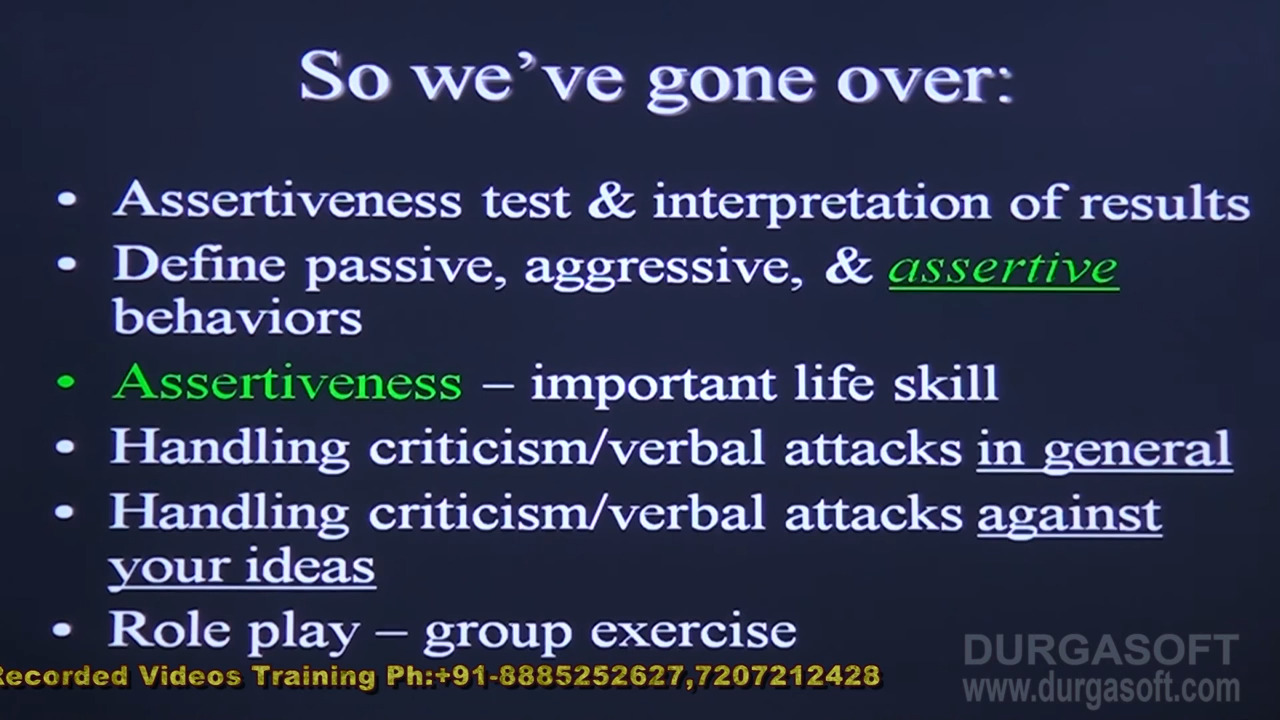 So we’ve gone over:
• Assertiveness test & interpretation of results
• Define passive, aggressive, & assertive
behaviors
• Assertiveness – important life skill
• Handling criticism/verbal attacks in general
• Handling criticism/verbal attacks against
your ideas
• Role play – group exercise
Recorded Videos Training Ph:+91-8885252627,7207212428
DURGASOFT
www.durgasoft.com